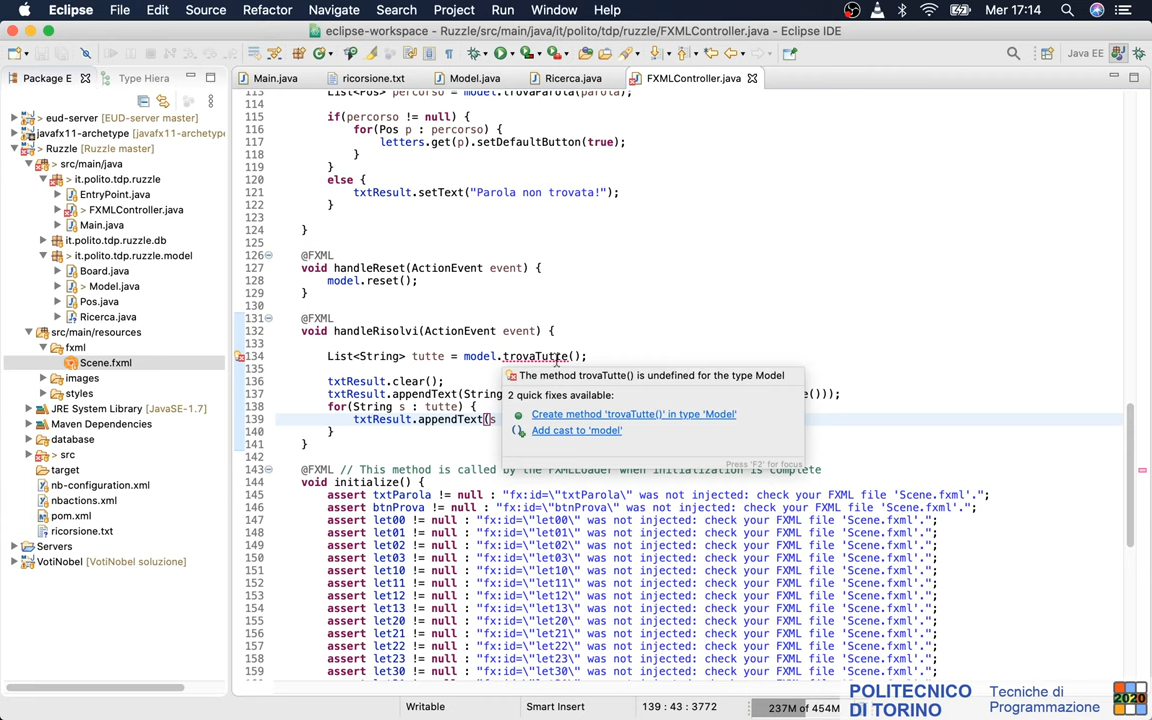 Eclipse File Edit Source Refactor Navigate Search Project Run Window Help Mer 17:14
eclipse-workspace - Ruzzle/src/main/java/it/polito/tdp/ruzzle/FXMLController.java - Eclipse IDE
Java EE
Package E Type Hiera
Main.java ricorsione.txt Model.java Ricerca.java FXMLController.java
> eud-server [EUD-server master]
javafx11-archetype [javafx11-archetype
> Ruzzle [Ruzzle master]
> src/main/java
> it.polito.tdp.ruzzle
EntryPoint.java
> FXMLController.java
Main.java
it.polito.tdp.ruzzle.db
> it.polito.tdp.ruzzle.model
Board.java
> Model.java
Pos.java
Ricerca.java
src/main/resources
fxml
Scene.fxml
images
styles
JRE System Library [JavaSE-1.7]
Maven Dependencies
database
> src
target
nb-configuration.xml
nbactions.xml
pom.xml
ricorsione.txt
Servers
VotiNobel [VotiNobel soluzione]
113 List<Pos> percorso = model.trovaParola(parola);
114
115 if(percorso != null) {
116 for(Pos p : percorso) {
117 letters.get(p).setDefaultButton(true);
118 }
119 }
120 else {
121 txtResult.setText("Parola non trovata!");
122 }
123
124 }
125
126 @FXML
127 void handleReset(ActionEvent event) {
128 model.reset();
129 }
130
131 @FXML
132 void handleRisolvi(ActionEvent event) {
133
134 List<String> tutte = model.trovaTutte();
135
136 txtResult.clear();
137 txtResult.appendText(String e()));
138 for(String s : tutte) {
139 txtResult.appendText(s
140 }
141 }
142
143 @FXML // This method is called by the FXMLLoader when initialization is complete
144 void initialize() {
145 assert txtParola != null : "fx:id=\"txtParola\" was not injected: check your FXML file 'Scene.fxml'.";
146 assert btnProva != null : "fx:id=\"btnProva\" was not injected: check your FXML file 'Scene.fxml'.";
147 assert let00 != null : "fx:id=\"let00\" was not injected: check your FXML file 'Scene.fxml'.";
148 assert let01 != null : "fx:id=\"let01\" was not injected: check your FXML file 'Scene.fxml'.";
149 assert let02 != null : "fx:id=\"let02\" was not injected: check your FXML file 'Scene.fxml'.";
150 assert let03 != null : "fx:id=\"let03\" was not injected: check your FXML file 'Scene.fxml'.";
151 assert let10 != null : "fx:id=\"let10\" was not injected: check your FXML file 'Scene.fxml'.";
152 assert let11 != null : "fx:id=\"let11\" was not injected: check your FXML file 'Scene.fxml'.";
153 assert let12 != null : "fx:id=\"let12\" was not injected: check your FXML file 'Scene.fxml'.";
154 assert let13 != null : "fx:id=\"let13\" was not injected: check your FXML file 'Scene.fxml'.";
155 assert let20 != null : "fx:id=\"let20\" was not injected: check your FXML file 'Scene.fxml'.";
156 assert let21 != null : "fx:id=\"let21\" was not injected: check your FXML file 'Scene.fxml'.";
157 assert let22 != null : "fx:id=\"let22\" was not injected: check your FXML file 'Scene.fxml'.";
158 assert let23 != null : "fx:id=\"let23\" was not injected: check your FXML file 'Scene.fxml'.";
159 assert let30 != null : "fx:id=\"let30\" was not injected: check your FXML file 'Scene.fxml'.";
The method trovaTutte() is undefined for the type Model
2 quick fixes available:
Create method 'trovaTutte()' in type 'Model'
Add cast to 'model'
Press 'F2' for focus
Writable Smart Insert 139 : 43 : 3772 237M of 454M
POLITECNICO
DI TORINO
Tecniche di
Programmazione
2020